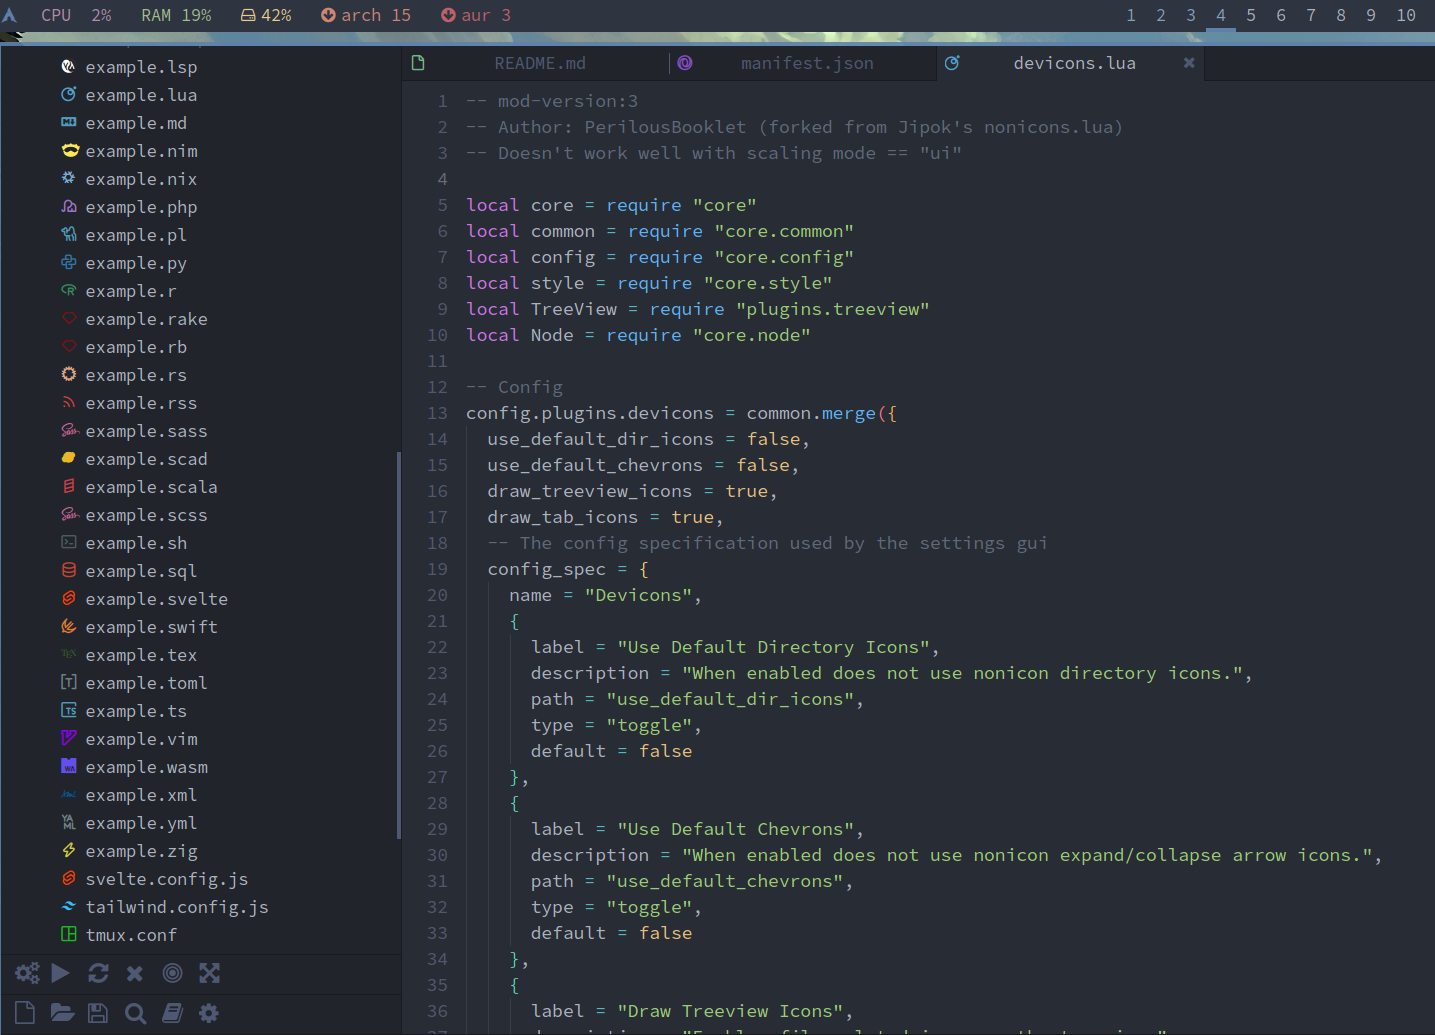 CPU 2% RAM 19% 42% arch 15 aur 3 1 2 3 4 5 6 7 8 9 10
example.lsp
example.lua
example.md
example.nim
example.nix
example.php
example.pl
example.py
example.r
example.rake
example.rb
example.rs
example.rss
example.sass
example.scad
example.scala
example.scss
example.sh
example.sql
example.svelte
example.swift
example.tex
example.toml
example.ts
example.vim
example.wasm
example.xml
example.yml
example.zig
svelte.config.js
tailwind.config.js
tmux.conf
README.md manifest.json devicons.lua
1 -- mod-version:3
2 -- Author: PerilousBooklet (forked from Jipok's nonicons.lua)
3 -- Doesn't work well with scaling mode == "ui"
4
5 local core = require "core"
6 local common = require "core.common"
7 local config = require "core.config"
8 local style = require "core.style"
9 local TreeView = require "plugins.treeview"
10 local Node = require "core.node"
11
12 -- Config
13 config.plugins.devicons = common.merge({
14 use_default_dir_icons = false,
15 use_default_chevrons = false,
16 draw_treeview_icons = true,
17 draw_tab_icons = true,
18 -- The config specification used by the settings gui
19 config_spec = {
20 name = "Devicons",
21 {
22 label = "Use Default Directory Icons",
23 description = "When enabled does not use nonicon directory icons.",
24 path = "use_default_dir_icons",
25 type = "toggle",
26 default = false
27 },
28 {
29 label = "Use Default Chevrons",
30 description = "When enabled does not use nonicon expand/collapse arrow icons.",
31 path = "use_default_chevrons",
32 type = "toggle",
33 default = false
34 },
35 {
36 label = "Draw Treeview Icons",